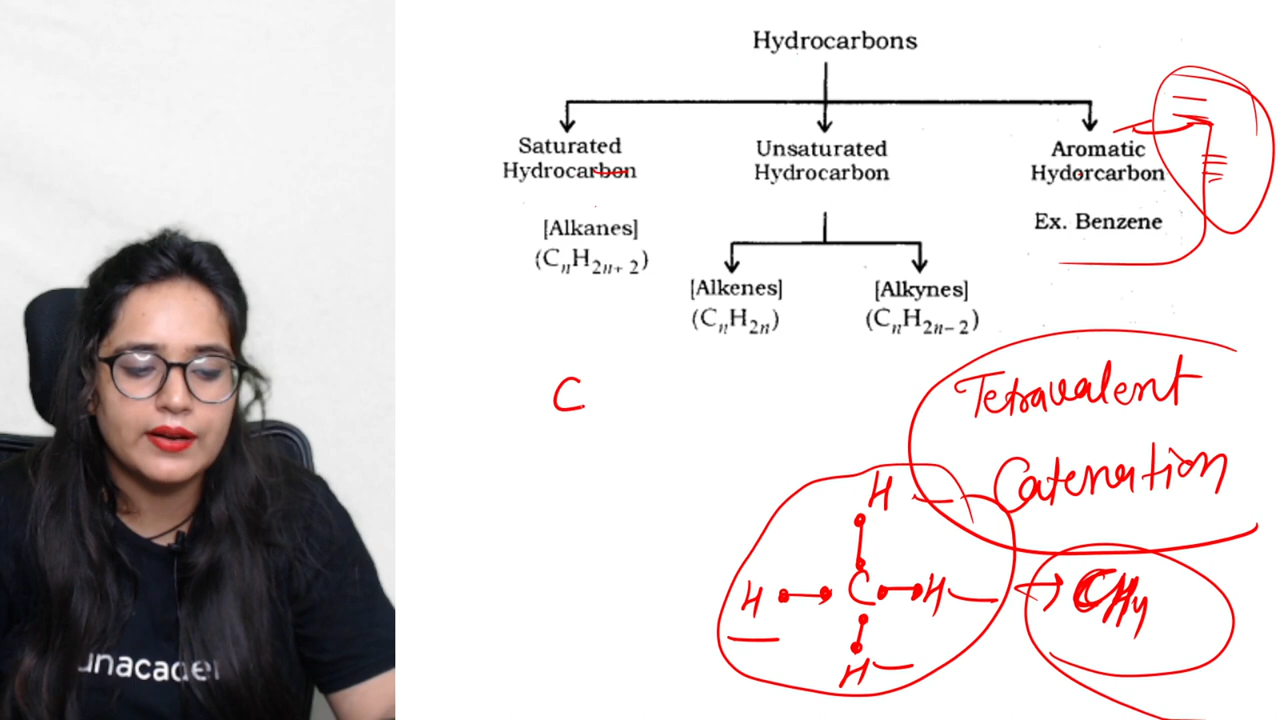 Hydrocarbons
Saturated
Hydrocarbon
Unsaturated
Hydrocarbon
Aromatic
Hydorcarbon
[Alkanes]
(CₙH₂ₙ₊₂)
Ex. Benzene
[Alkenes]
(CₙH₂ₙ)
[Alkynes]
(CₙH₂ₙ₋₂)
C
Tetravalent
Catenation
H
H C H → CH₄
H
unacade